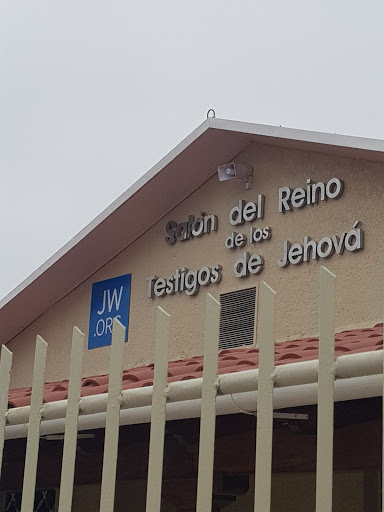 Salón del Reino
de los
Testigos de Jehová
JW
.ORG